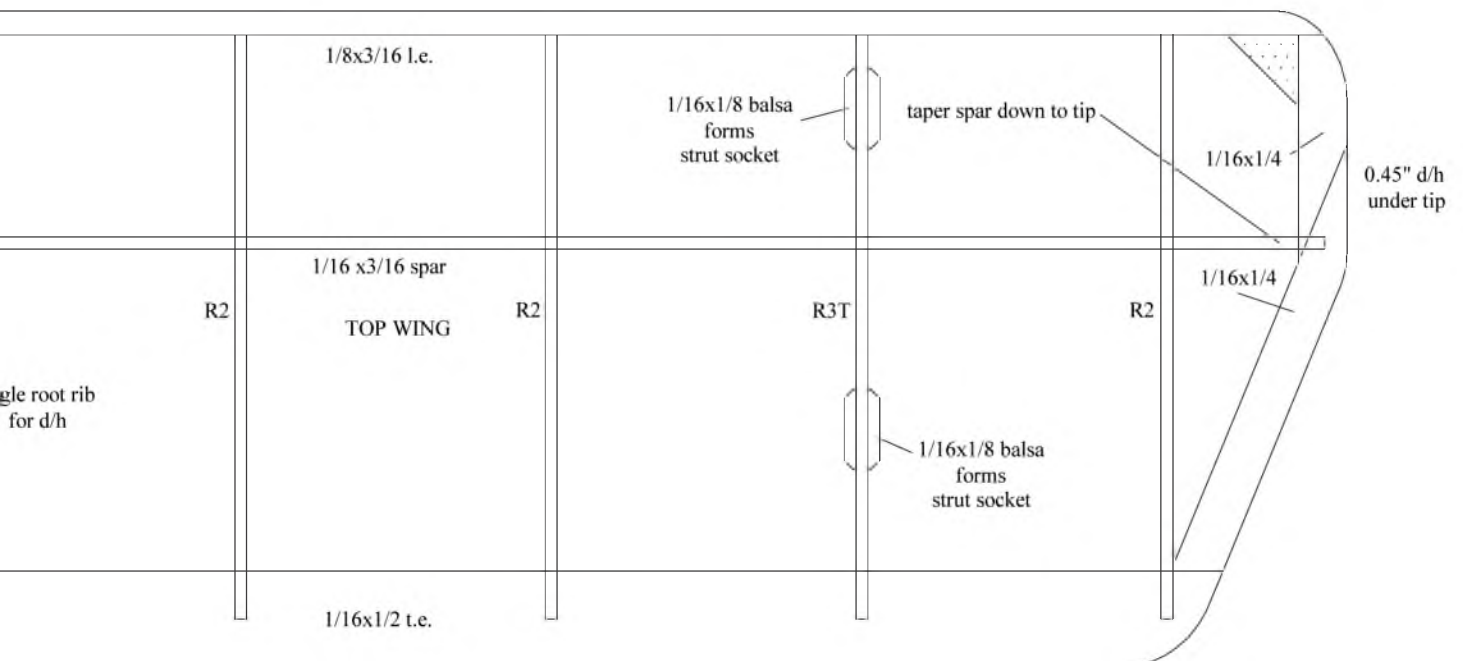 1/8x3/16 l.e.
1/16x1/8 balsa
forms
strut socket
taper spar down to tip
1/16x1/4
0.45" d/h
under tip
1/16 x3/16 spar
1/16x1/4
R2
TOP WING
R2
R3T
R2
gle root rib
for d/h
1/16x1/8 balsa
forms
strut socket
1/16x1/2 t.e.